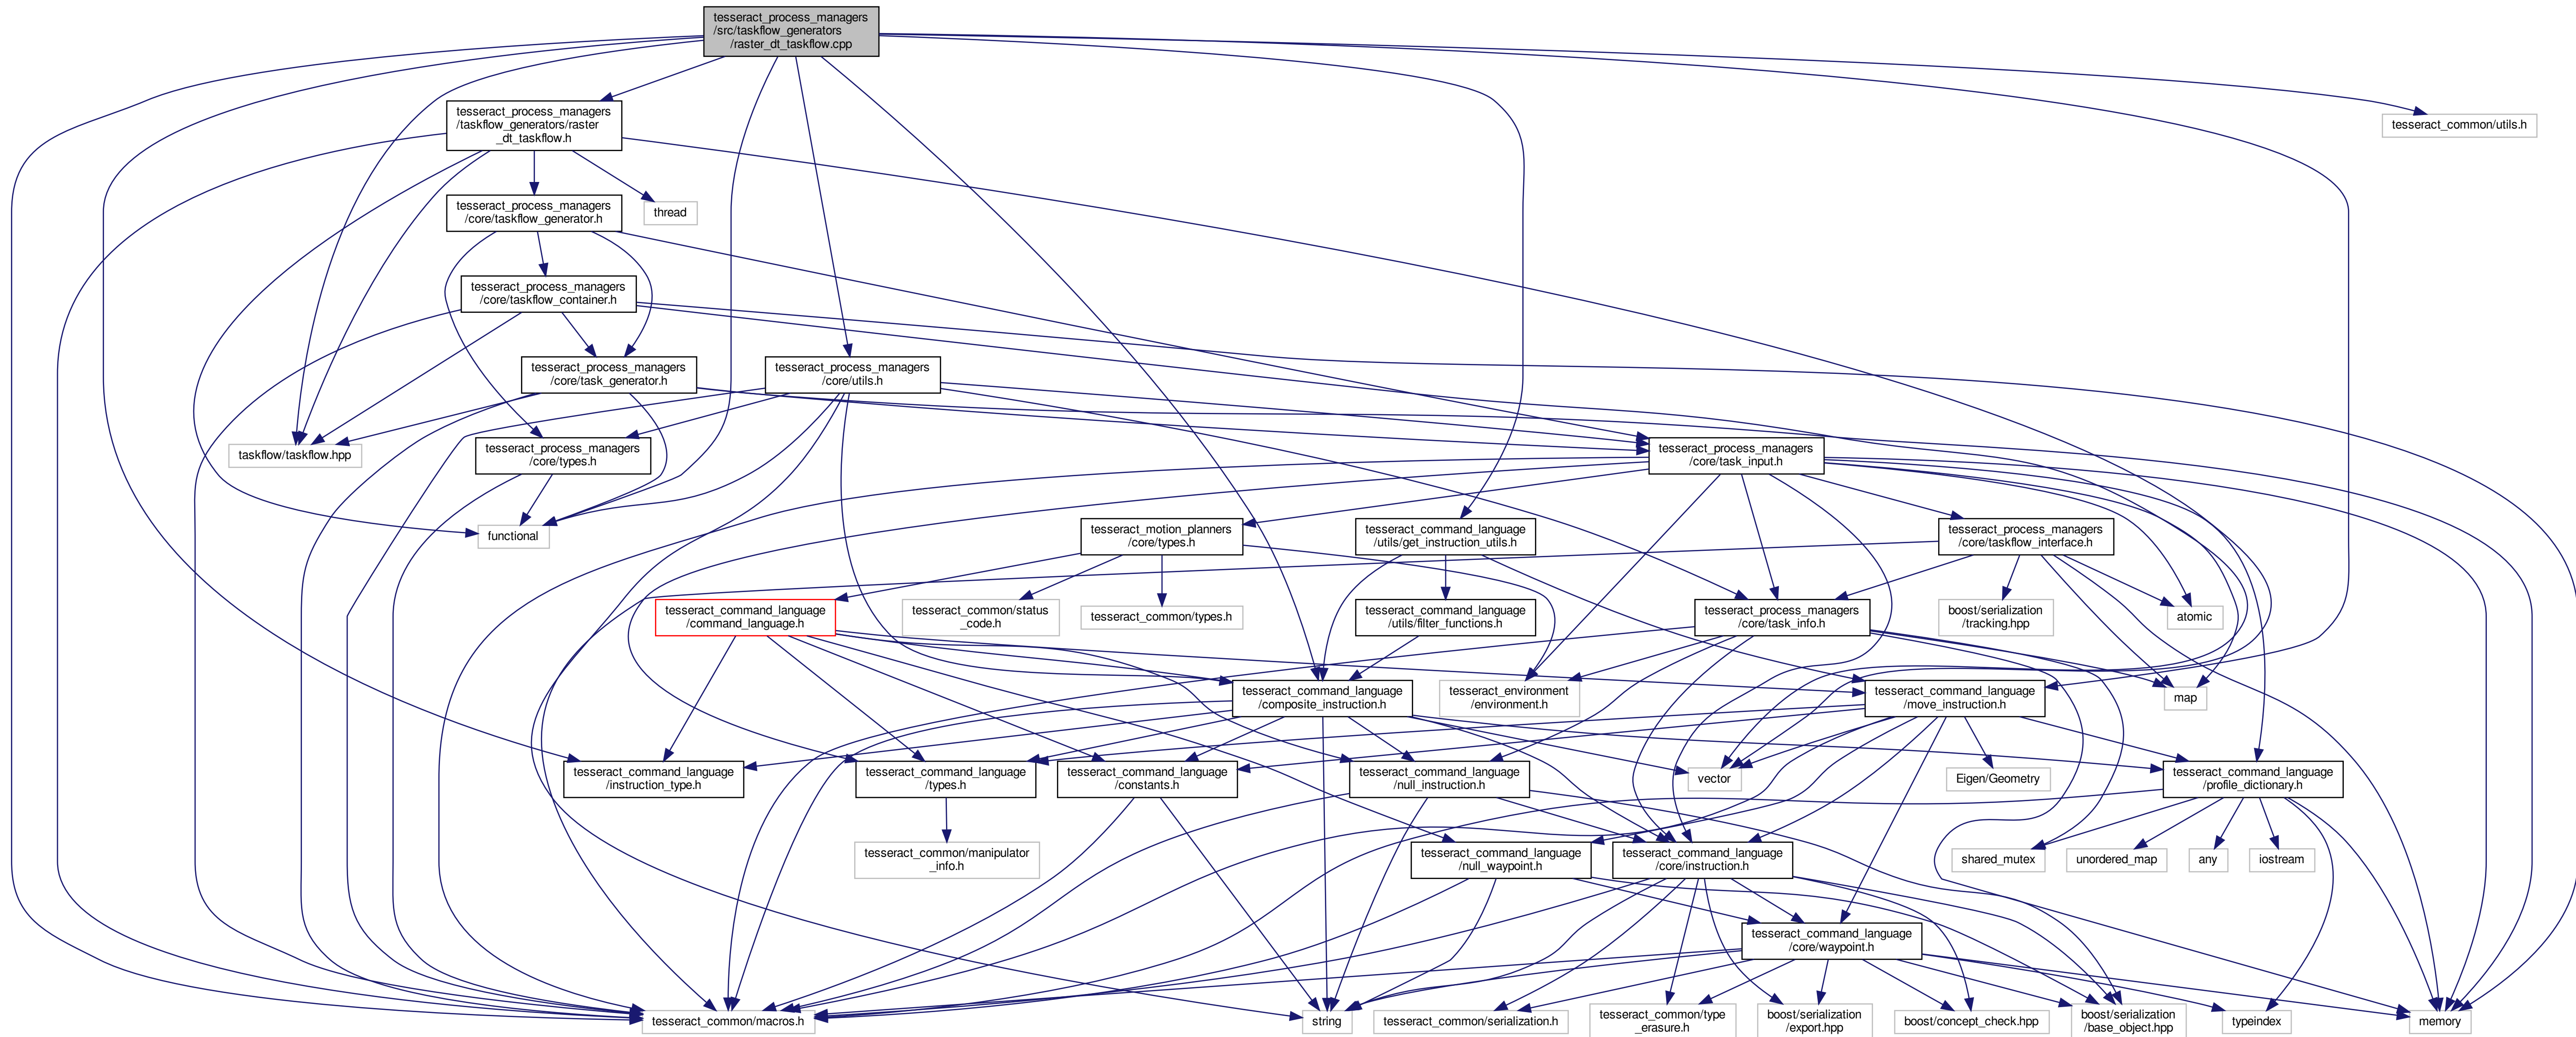 tesseract_process_managers
/src/taskflow_generators
/raster_dt_taskflow.cpp
tesseract_process_managers
/taskflow_generators/raster
_dt_taskflow.h
tesseract_common/utils.h
tesseract_process_managers
/core/taskflow_generator.h
thread
tesseract_process_managers
/core/taskflow_container.h
tesseract_process_managers
/core/task_generator.h
tesseract_process_managers
/core/utils.h
taskflow/taskflow.hpp
tesseract_process_managers
/core/types.h
tesseract_process_managers
/core/task_input.h
functional
tesseract_motion_planners
/core/types.h
tesseract_command_language
/utils/get_instruction_utils.h
tesseract_process_managers
/core/taskflow_interface.h
tesseract_command_language
/command_language.h
tesseract_common/status
_code.h
tesseract_common/types.h
tesseract_command_language
/utils/filter_functions.h
tesseract_process_managers
/core/task_info.h
boost/serialization
/tracking.hpp
atomic
tesseract_command_language
/composite_instruction.h
tesseract_environment
/environment.h
tesseract_command_language
/move_instruction.h
map
tesseract_command_language
/instruction_type.h
tesseract_command_language
/types.h
tesseract_command_language
/constants.h
tesseract_command_language
/null_instruction.h
vector
Eigen/Geometry
tesseract_command_language
/profile_dictionary.h
tesseract_common/manipulator
_info.h
tesseract_command_language
/null_waypoint.h
tesseract_command_language
/core/instruction.h
shared_mutex
unordered_map
any
iostream
tesseract_command_language
/core/waypoint.h
tesseract_common/macros.h
string
tesseract_common/serialization.h
tesseract_common/type
_erasure.h
boost/serialization
/export.hpp
boost/concept_check.hpp
boost/serialization
/base_object.hpp
typeindex
memory